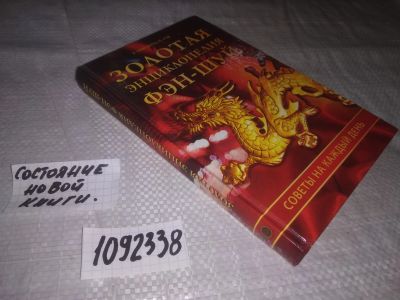 ЗОЛОТАЯ
ЭНЦИКЛОПЕДИЯ
ФЭН-ШУЙ
СОВЕТЫ НА КАЖДЫЙ ДЕНЬ
СОСТОЯНИЕ
НОВОЙ
КНИГИ.
1092338